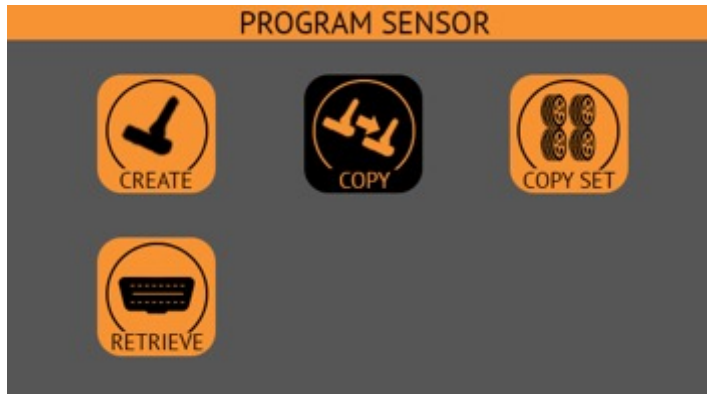 PROGRAM SENSOR
CREATE
COPY
COPY SET
RETRIEVE